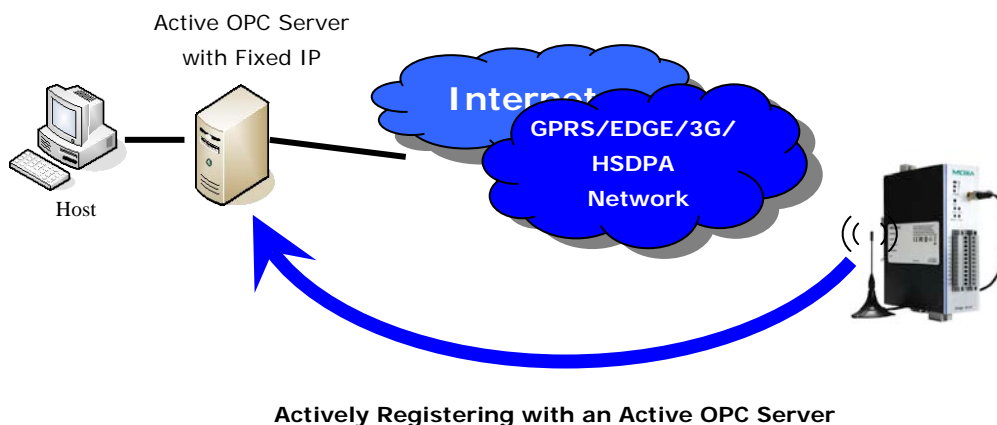 Active OPC Server
with Fixed IP
Internet
GPRS/EDGE/3G/
HSDPA
Network
MOXA
Host
Actively Registering with an Active OPC Server